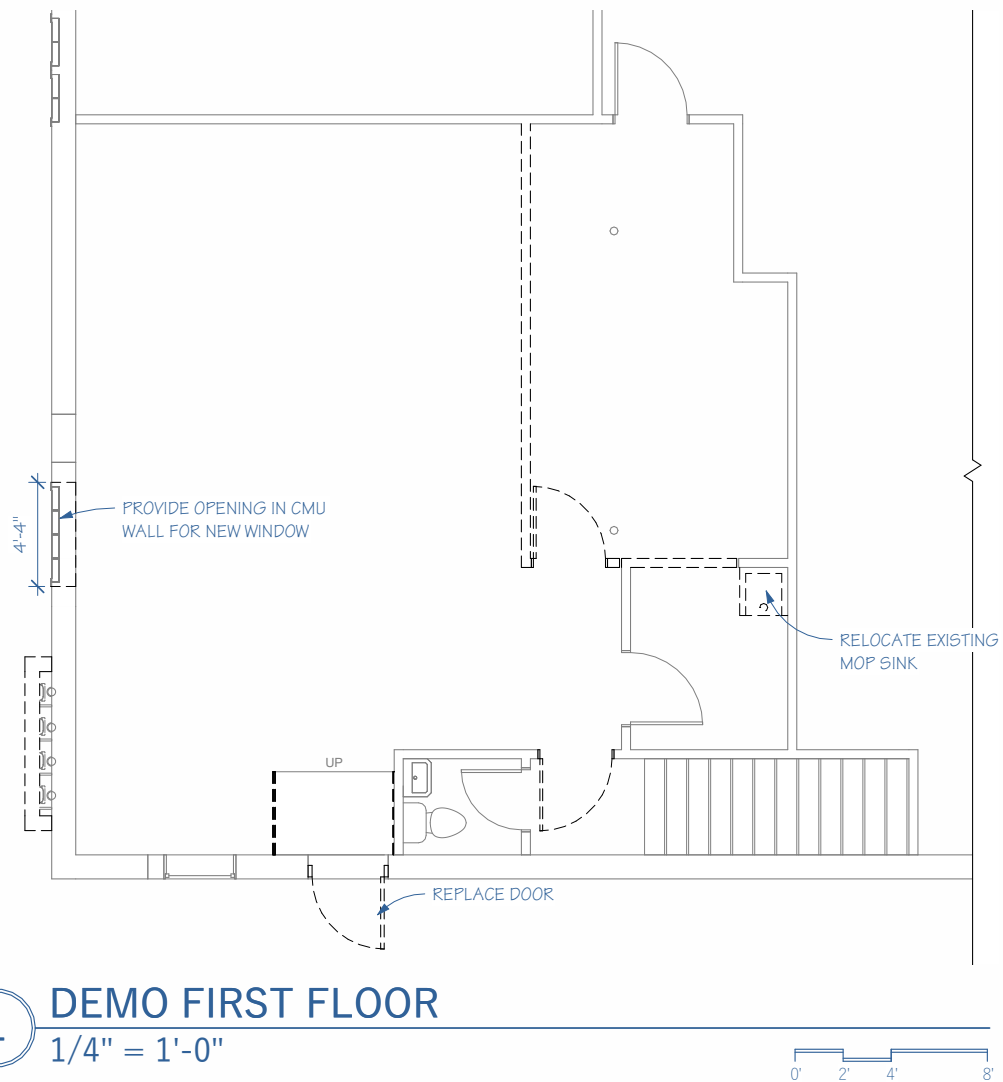 PROVIDE OPENING IN CMU
WALL FOR NEW WINDOW
4'-4"
RELOCATE EXISTING
MOP SINK
UP
REPLACE DOOR
DEMO FIRST FLOOR
1/4" = 1'-0"
0' 2' 4' 8'